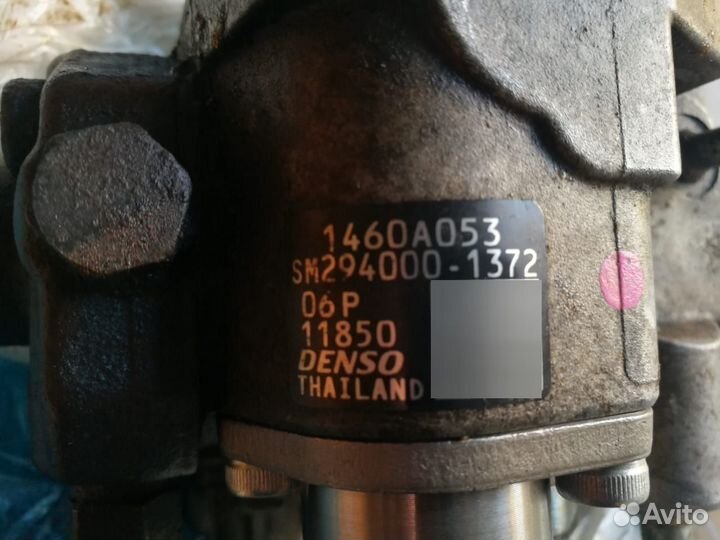 1460A053
SM294000-1372
06P
11850
DENSO
THAILAND
Avito